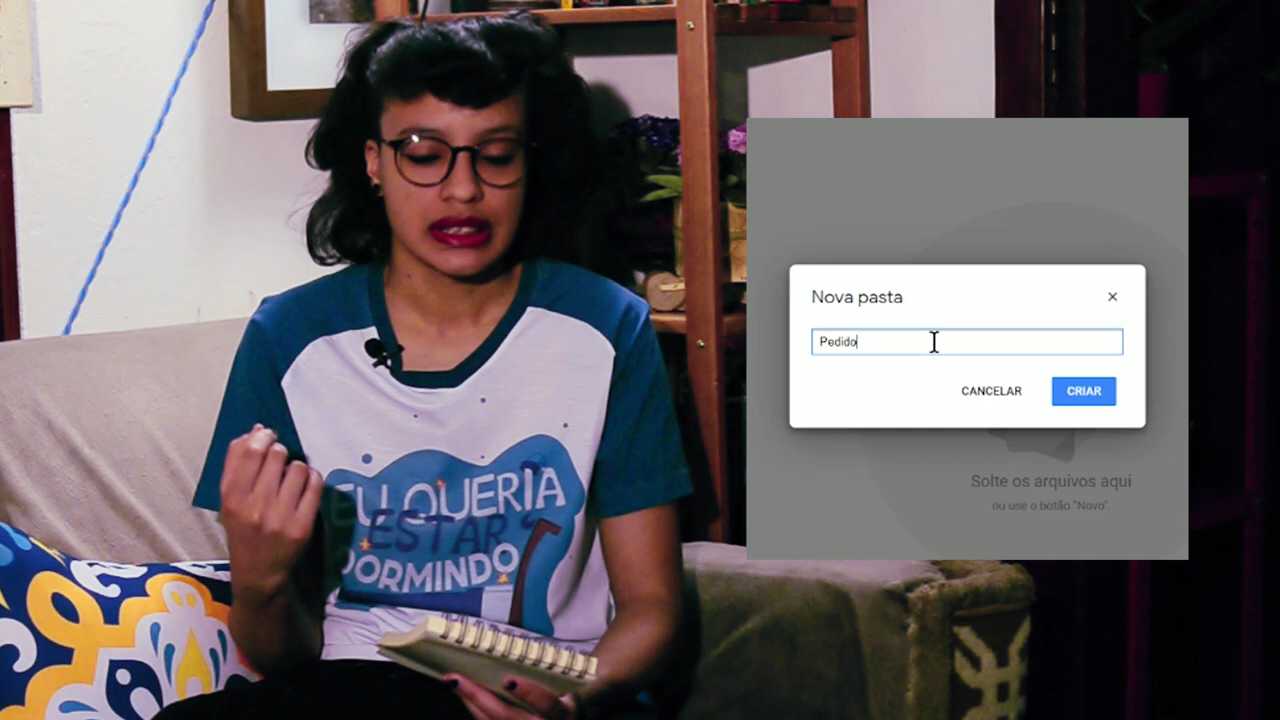 EU QUERIA
ESTAR
DORMINDO
Nova pasta
Pedido
CANCELAR
CRIAR
Solte os arquivos aqui
ou use o botão "Novo".